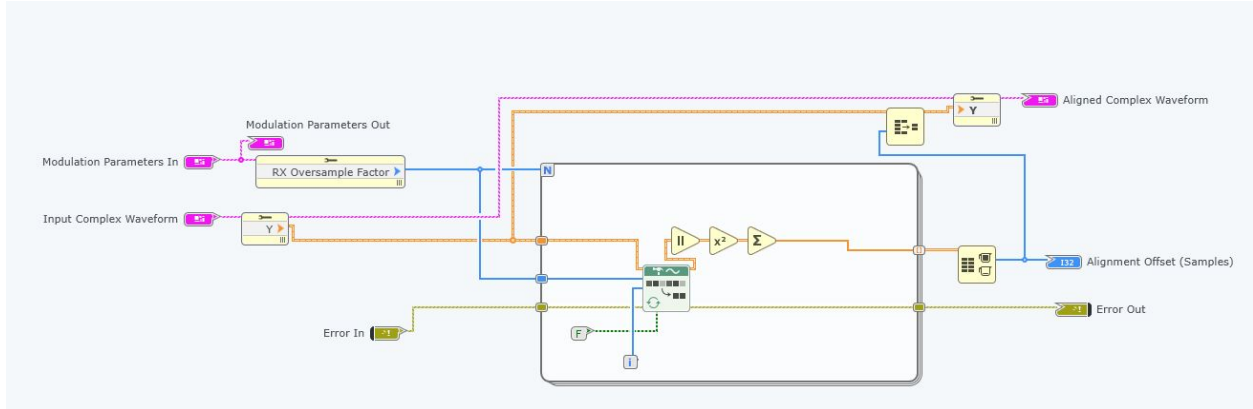 Aligned Complex Waveform
Y
Modulation Parameters Out
Modulation Parameters In
RX Oversample Factor
N
Input Complex Waveform
Y
x²
Σ
I32
Alignment Offset (Samples)
Error In
Error Out
F
i